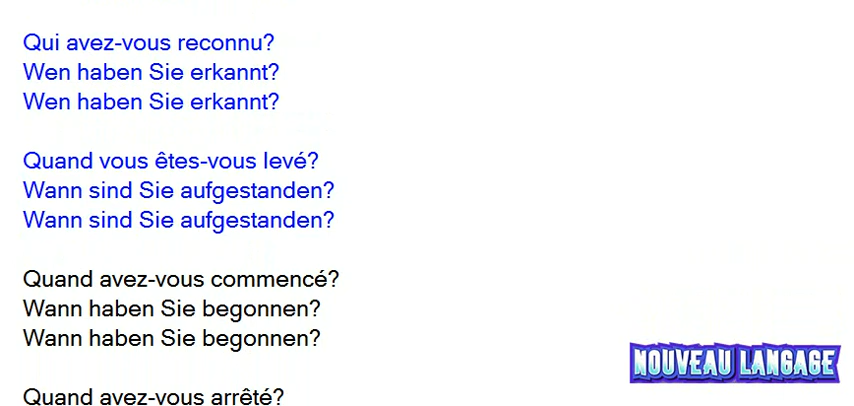 Qui avez-vous reconnu?
Wen haben Sie erkannt?
Wen haben Sie erkannt?
Quand vous êtes-vous levé?
Wann sind Sie aufgestanden?
Wann sind Sie aufgestanden?
Quand avez-vous commencé?
Wann haben Sie begonnen?
Wann haben Sie begonnen?
NOUVEAU LANGAGE
Quand avez-vous arrêté?